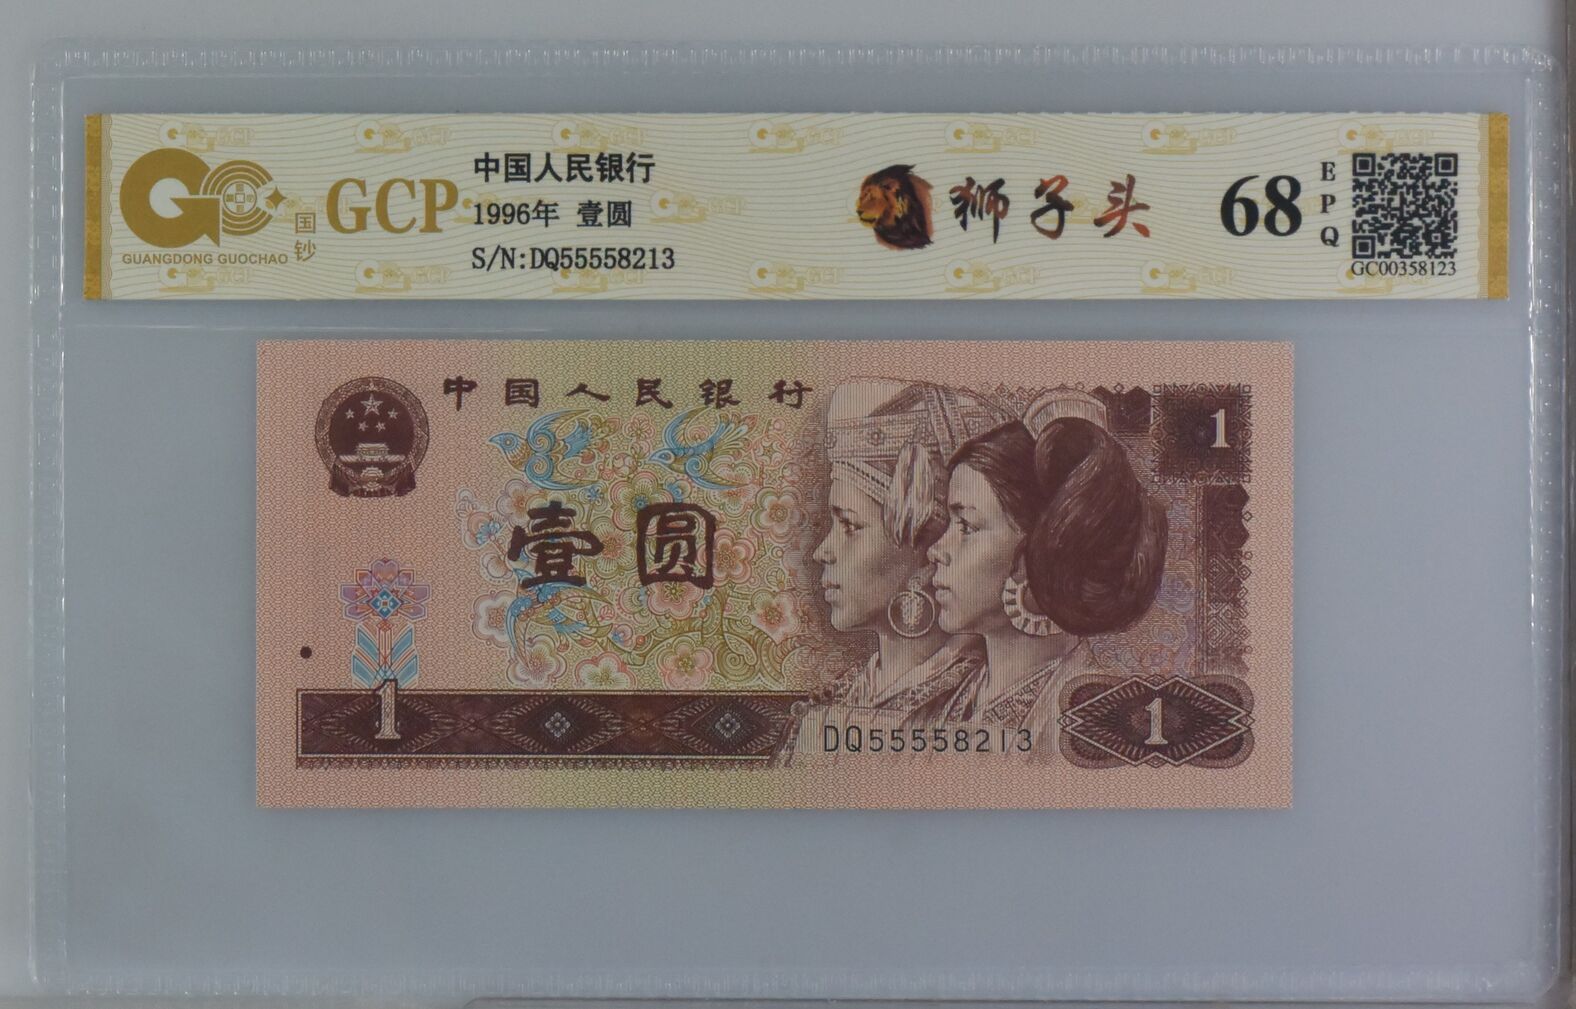 GCP
国钞
GUANGDONG GUOCHAO
中国人民银行
1996年 壹圆
S/N:DQ55558213
狮子头
68
EPQ
GC00358123
中国人民银行
1
壹圆
1
DQ55558213
1